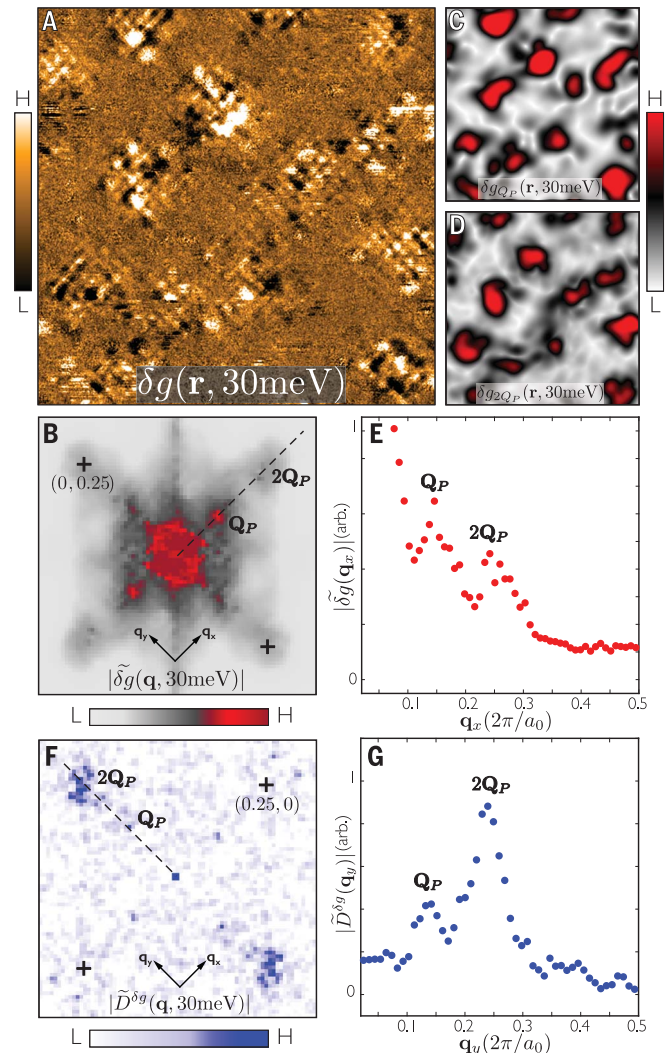 A
H
L
δg(r, 30meV)
C
δg_{Q_P}(r, 30meV)
D
δg_{2Q_P}(r, 30meV)
H
L
B
(0, 0.25)
2Q_P
Q_P
q_y q_x
|δ̃g(q, 30meV)|
L H
E
1
Q_P
2Q_P
|δ̃g(q_x)| (arb.)
0
0.1 0.2 0.3 0.4 0.5
q_x(2π/a_0)
F
2Q_P
(0.25, 0)
Q_P
q_y q_x
|D̃^{δg}(q, 30meV)|
L H
G
1
2Q_P
Q_P
|D̃^{δg}(q_y)| (arb.)
0
0.1 0.2 0.3 0.4 0.5
q_y(2π/a_0)